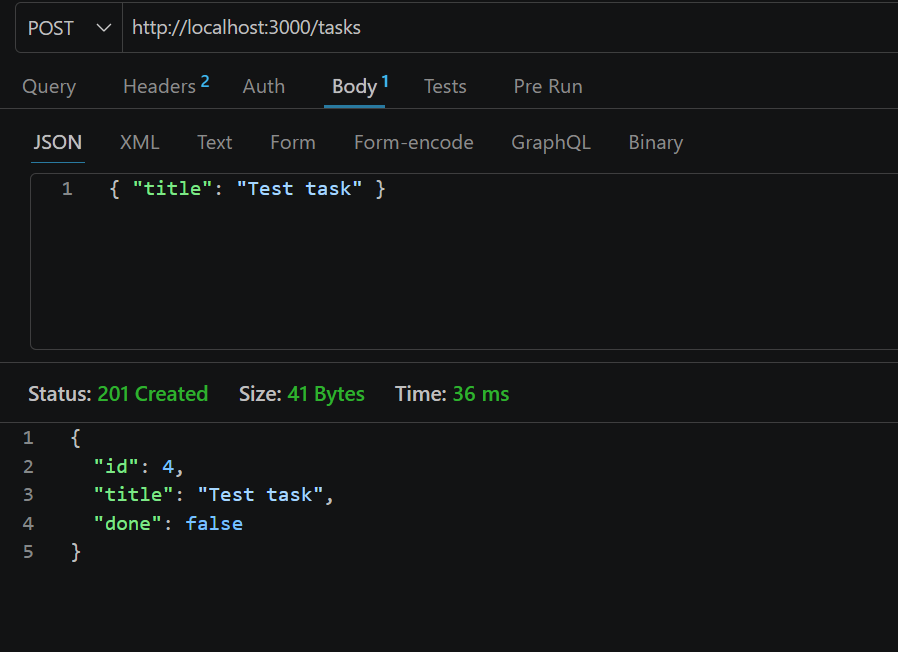 POST http://localhost:3000/tasks
Query Headers 2 Auth Body 1 Tests Pre Run
JSON XML Text Form Form-encode GraphQL Binary
1 { "title": "Test task" }
Status: 201 Created Size: 41 Bytes Time: 36 ms
1 {
2 "id": 4,
3 "title": "Test task",
4 "done": false
5 }